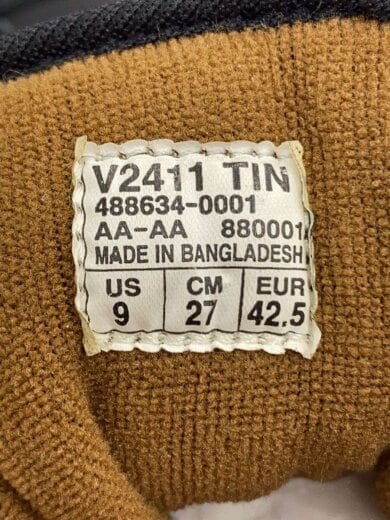 V2411 TIN
488634-0001
AA-AA 880001
MADE IN BANGLADESH
US CM EUR
9 27 42.5